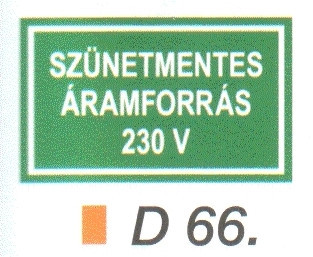 SZÜNETMENTES
ÁRAMFORRÁS
230 V
D 66.